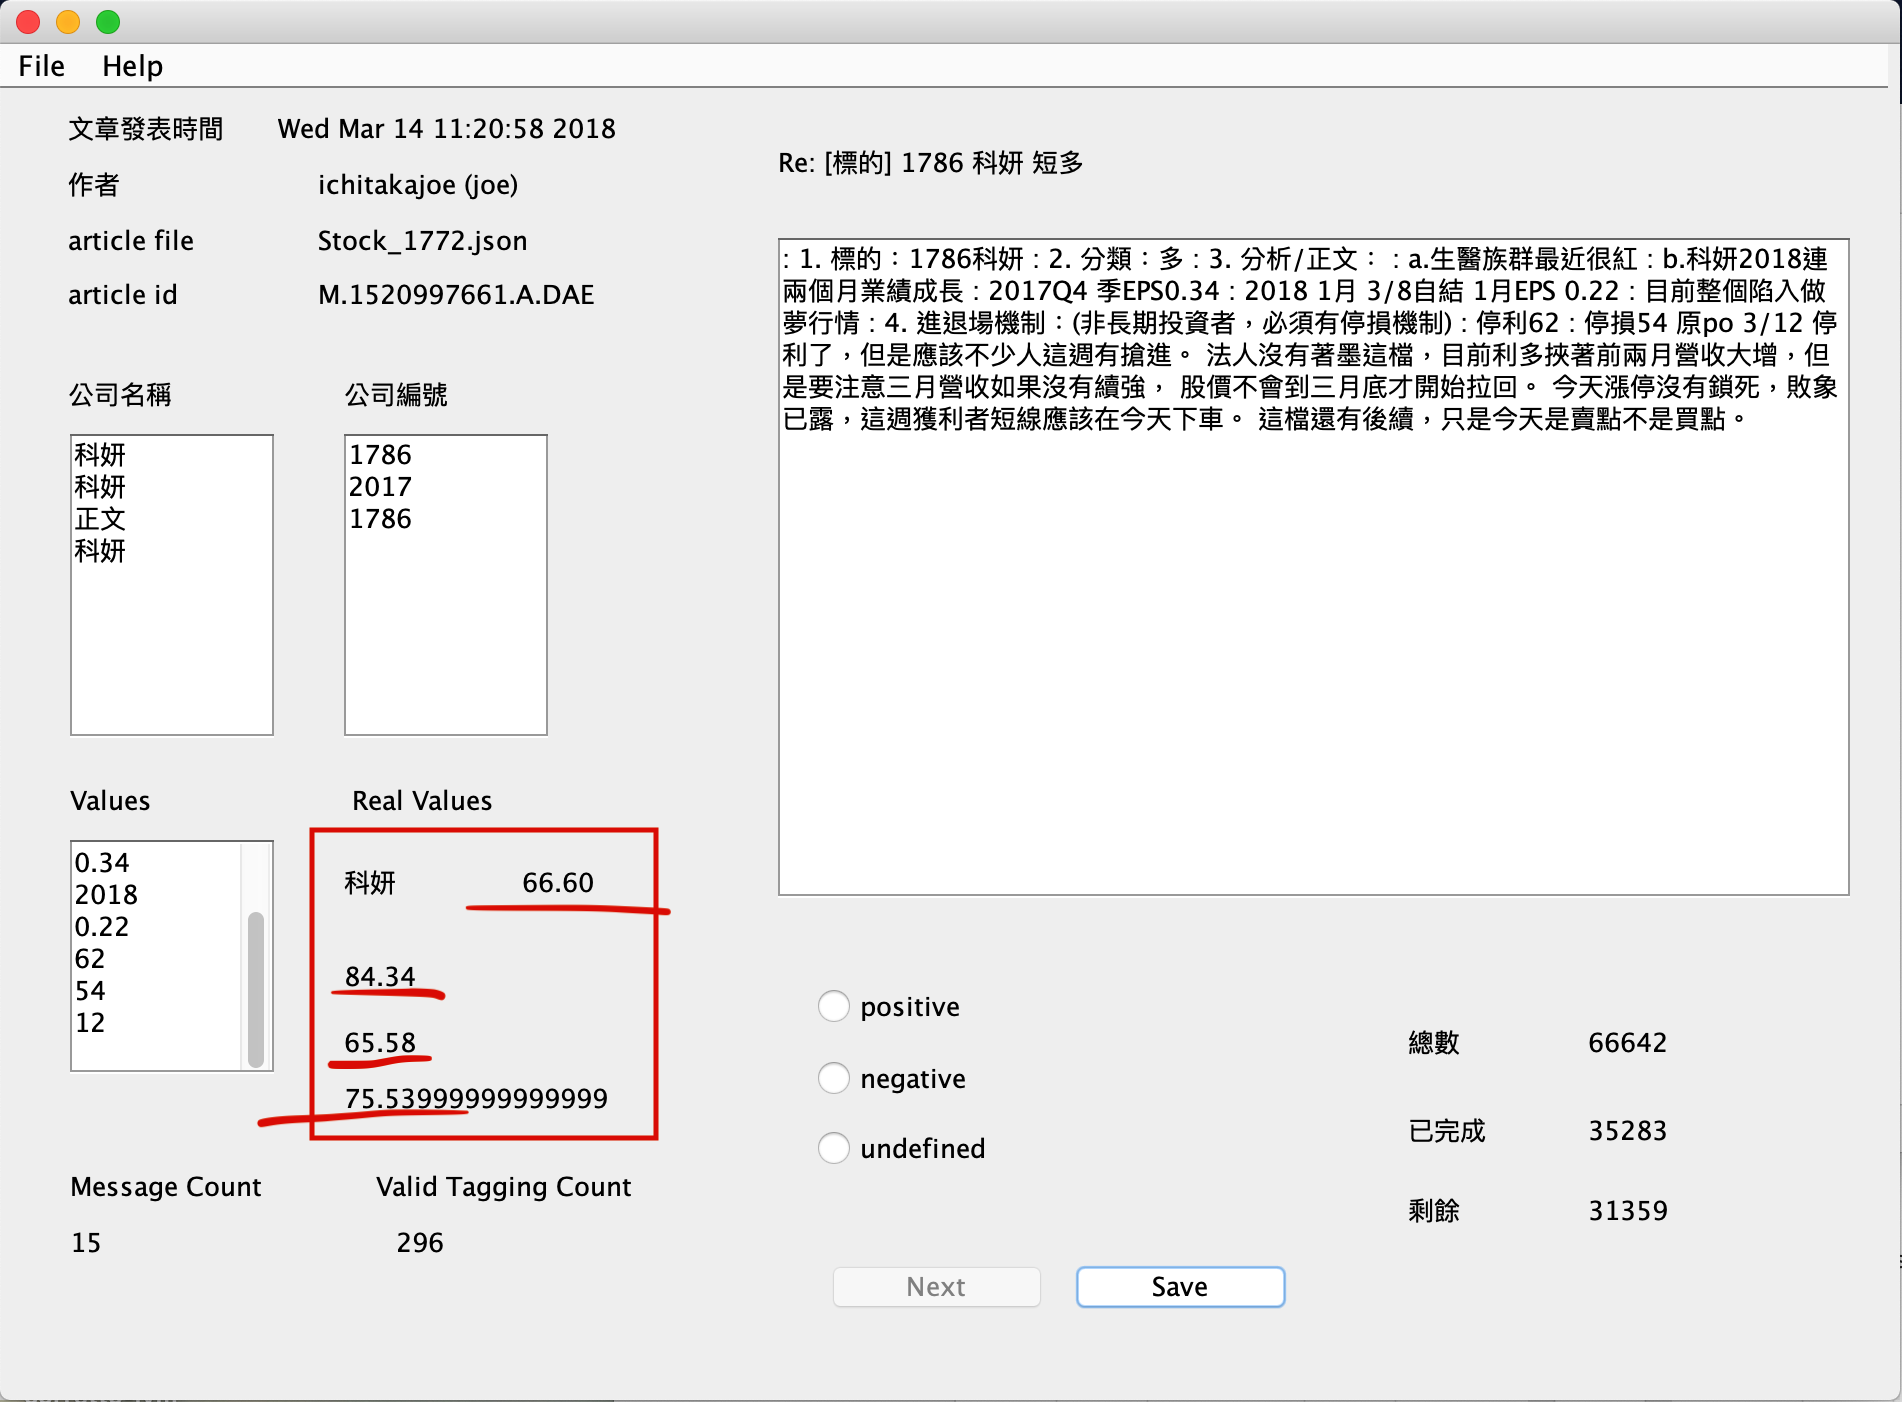 File Help
文章發表時間 Wed Mar 14 11:20:58 2018
作者 ichitakajoe (joe)
article file Stock_1772.json
article id M.1520997661.A.DAE
公司名稱 公司編號
科妍
科妍
正文
科妍
1786
2017
1786
Values Real Values
0.34
2018
0.22
62
54
12
科妍 66.60
84.34
65.58
75.53999999999999
Message Count Valid Tagging Count
15 296
Re: [標的] 1786 科妍 短多
: 1. 標的：1786科妍 : 2. 分類：多 : 3. 分析/正文： : a.生醫族群最近很紅 : b.科妍2018連
兩個月業績成長 : 2017Q4 季EPS0.34 : 2018 1月 3/8自結 1月EPS 0.22 : 目前整個陷入做
夢行情 : 4. 進退場機制：(非長期投資者，必須有停損機制) : 停利62 : 停損54 原po 3/12 停
利了，但是應該不少人這週有搶進。 法人沒有著墨這檔，目前利多挾著前兩月營收大增，但
是要注意三月營收如果沒有續強， 股價不會到三月底才開始拉回。 今天漲停沒有鎖死，敗象
已露，這週獲利者短線應該在今天下車。 這檔還有後續，只是今天是賣點不是買點。
positive
negative
undefined
總數 66642
已完成 35283
剩餘 31359
Next Save